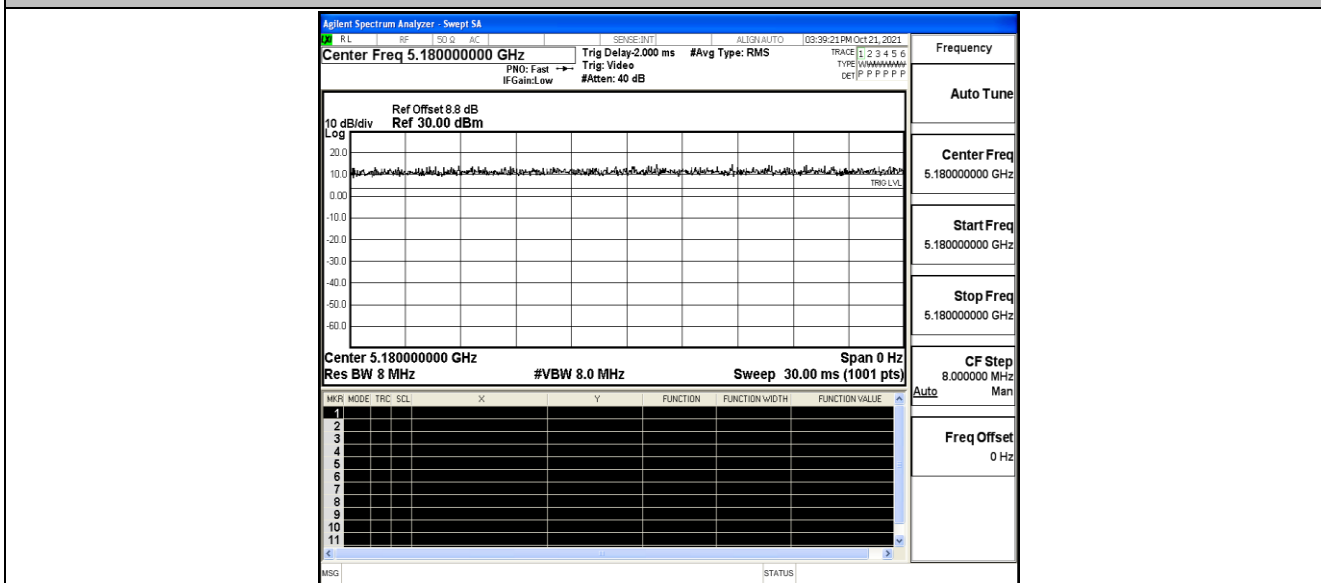 Agilent Spectrum Analyzer - Swept SA
RL RF 50 Ω AC SENSE:INT ALIGNAUTO 03:39:21 PM Oct 21, 2021
Center Freq 5.180000000 GHz
PNO: Fast
IFGain:Low
Trig Delay-2.000 ms
Trig: Video
#Atten: 40 dB
#Avg Type: RMS
TRACE 1 2 3 4 5 6
TYPE
DET P P P P P P
Ref Offset 8.8 dB
10 dB/div Ref 30.00 dBm
Log
20.0
10.0
0.00
-10.0
-20.0
-30.0
-40.0
-50.0
-60.0
TRIG LVL
Center 5.180000000 GHz Span 0 Hz
Res BW 8 MHz #VBW 8.0 MHz Sweep 30.00 ms (1001 pts)
MKR MODE TRC SCL X Y FUNCTION FUNCTION WIDTH FUNCTION VALUE
1
2
3
4
5
6
7
8
9
10
11
MSG STATUS
Frequency
Auto Tune
Center Freq
5.180000000 GHz
Start Freq
5.180000000 GHz
Stop Freq
5.180000000 GHz
CF Step
8.000000 MHz
Auto Man
Freq Offset
0 Hz